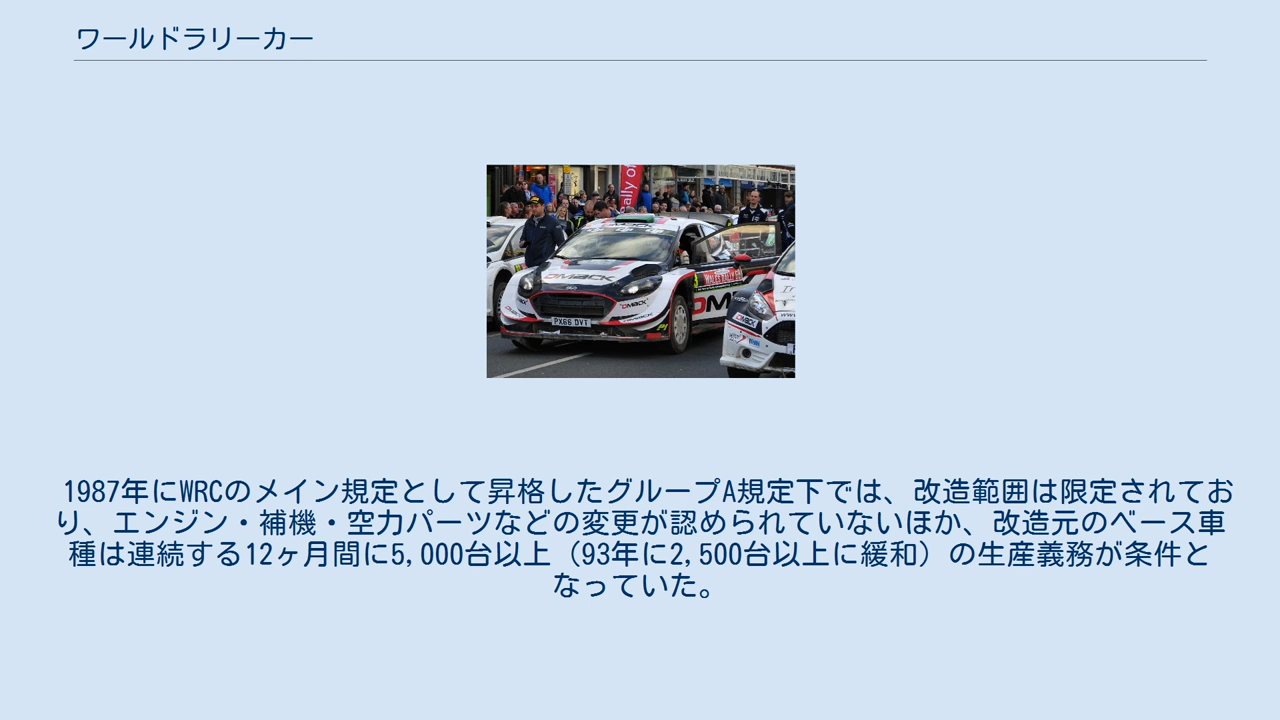 ワールドラリーカー
ally of
DMACK
DMACK
PX66 DVT
DMACK
1987年にWRCのメイン規定として昇格したグループA規定下では、改造範囲は限定されてお
り、エンジン・補機・空力パーツなどの変更が認められていないほか、改造元のベース車
種は連続する12ヶ月間に5,000台以上（93年に2,500台以上に緩和）の生産義務が条件と
なっていた。